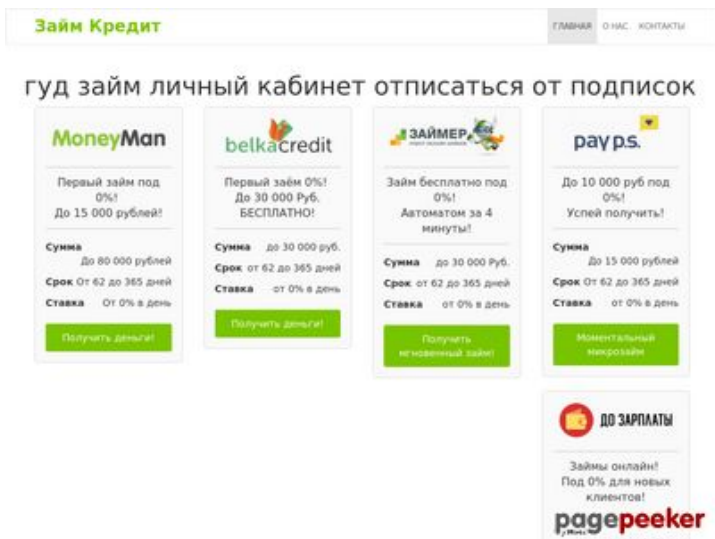 Займ Кредит
ГЛАВНАЯ О НАС КОНТАКТЫ
гуд займ личный кабинет отписаться от подписок
MoneyMan
Первый займ под
0%!
До 15 000 рублей!
Сумма
До 80 000 рублей
Срок От 62 до 365 дней
Ставка От 0% в день
Получить деньги!
belkacredit
Первый заём 0%!
До 30 000 Руб.
БЕСПЛАТНО!
Сумма до 30 000 руб.
Срок от 62 до 365 дней
Ставка от 0% в день
Получить деньги!
ЗАЙМЕР
Займ бесплатно под
0%!
Автоматом за 4
минуты!
Сумма до 30 000 Руб.
Срок от 62 до 365 дней
Ставка от 0% в день
Получить
мгновенный займ!
pay p.s.
До 10 000 руб под
0%!
Успей получить!
Сумма
До 15 000 рублей
Срок От 62 до 365 дней
Ставка от 0% в день
Моментальный
микрозайм
ДО ЗАРПЛАТЫ
Займы онлайн!
Под 0% для новых
клиентов!
pagepeeker